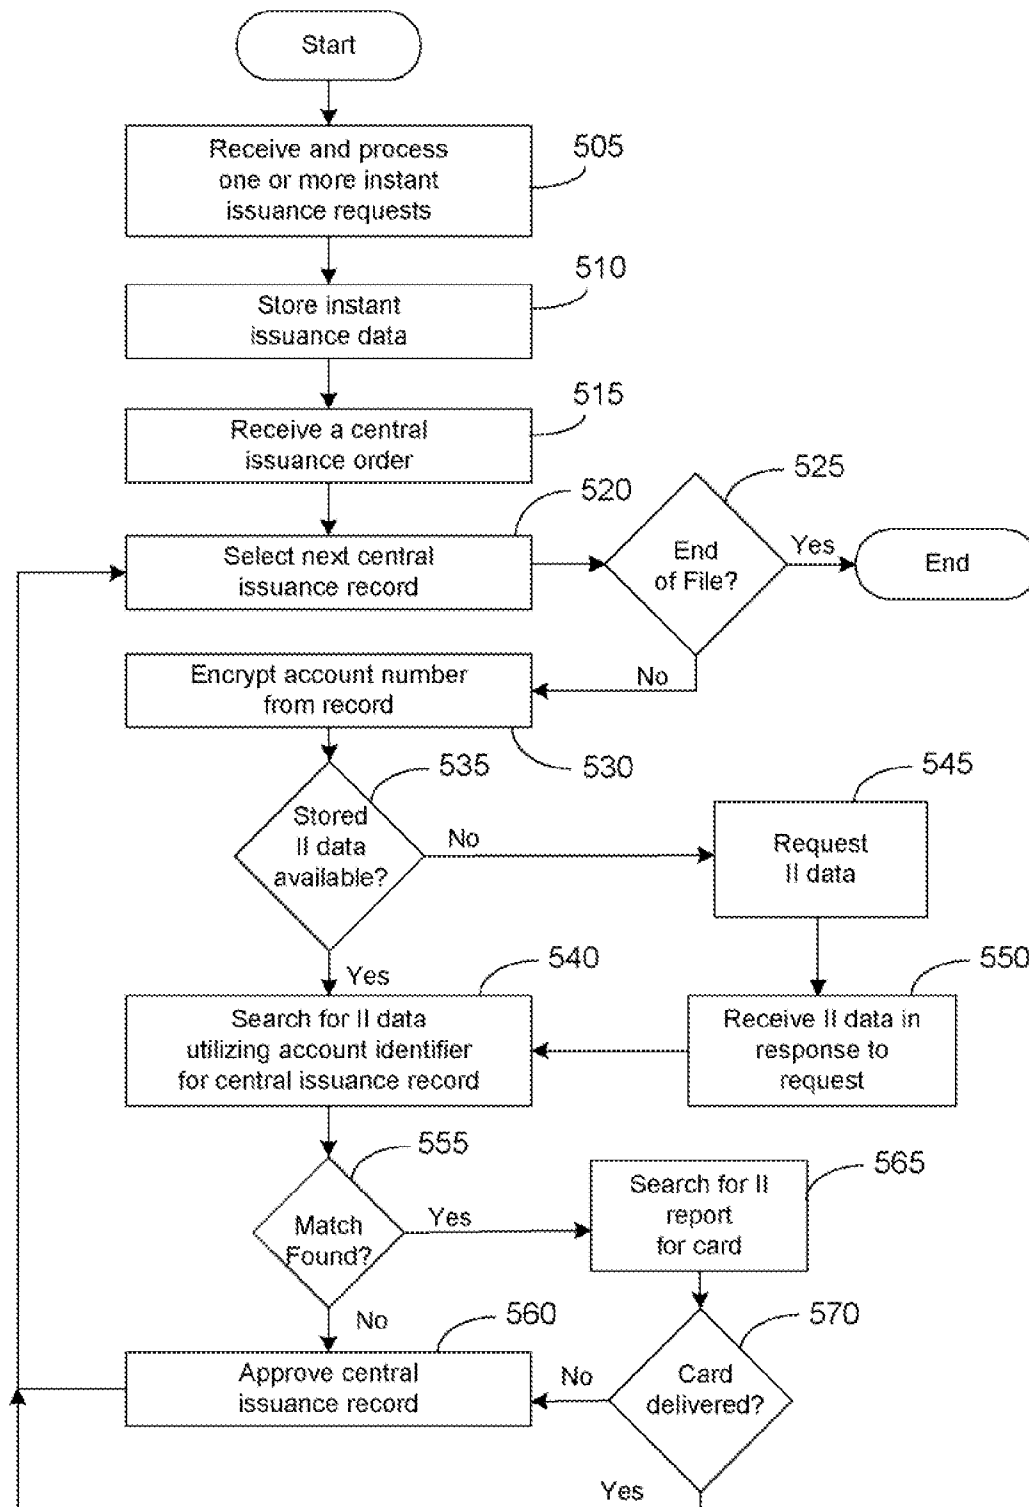 Start
Receive and process
one or more instant
issuance requests
505
Store instant
issuance data
510
Receive a central
issuance order
515
Select next central
issuance record
520
End
of File?
525
Yes
End
No
Encrypt account number
from record
530
Stored
II data
available?
535
No
Request
II data
545
Yes
Search for II data
utilizing account identifier
for central issuance record
540
Receive II data in
response to
request
550
Match
Found?
555
Yes
Search for II
report
for card
565
No
Approve central
issuance record
560
Card
delivered?
570
No
Yes